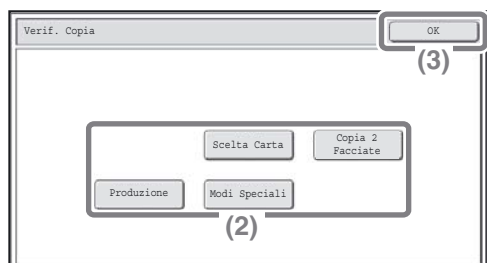 Verif. Copia
OK
(3)
Scelta Carta
Copia 2
Facciate
Produzione
Modi Speciali
(2)